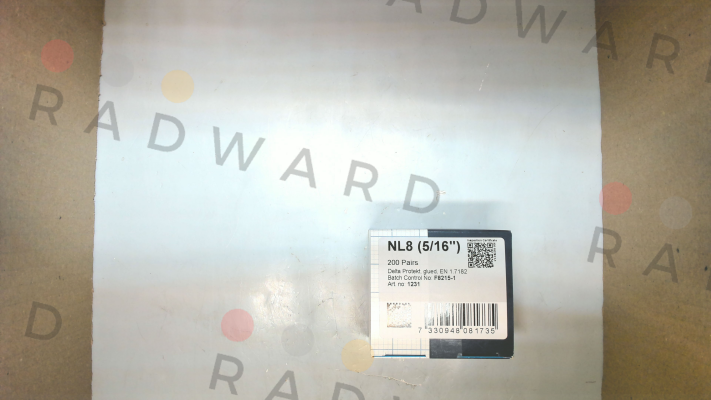 RADWARD
RADWARD
RADWARD
NL8 (5/16")
200 Pairs
Delta Protekt, glued, EN 1.7182
Batch Control No: F8215-1
Art. no: 1231
7 330948 081735
D
RADWARD